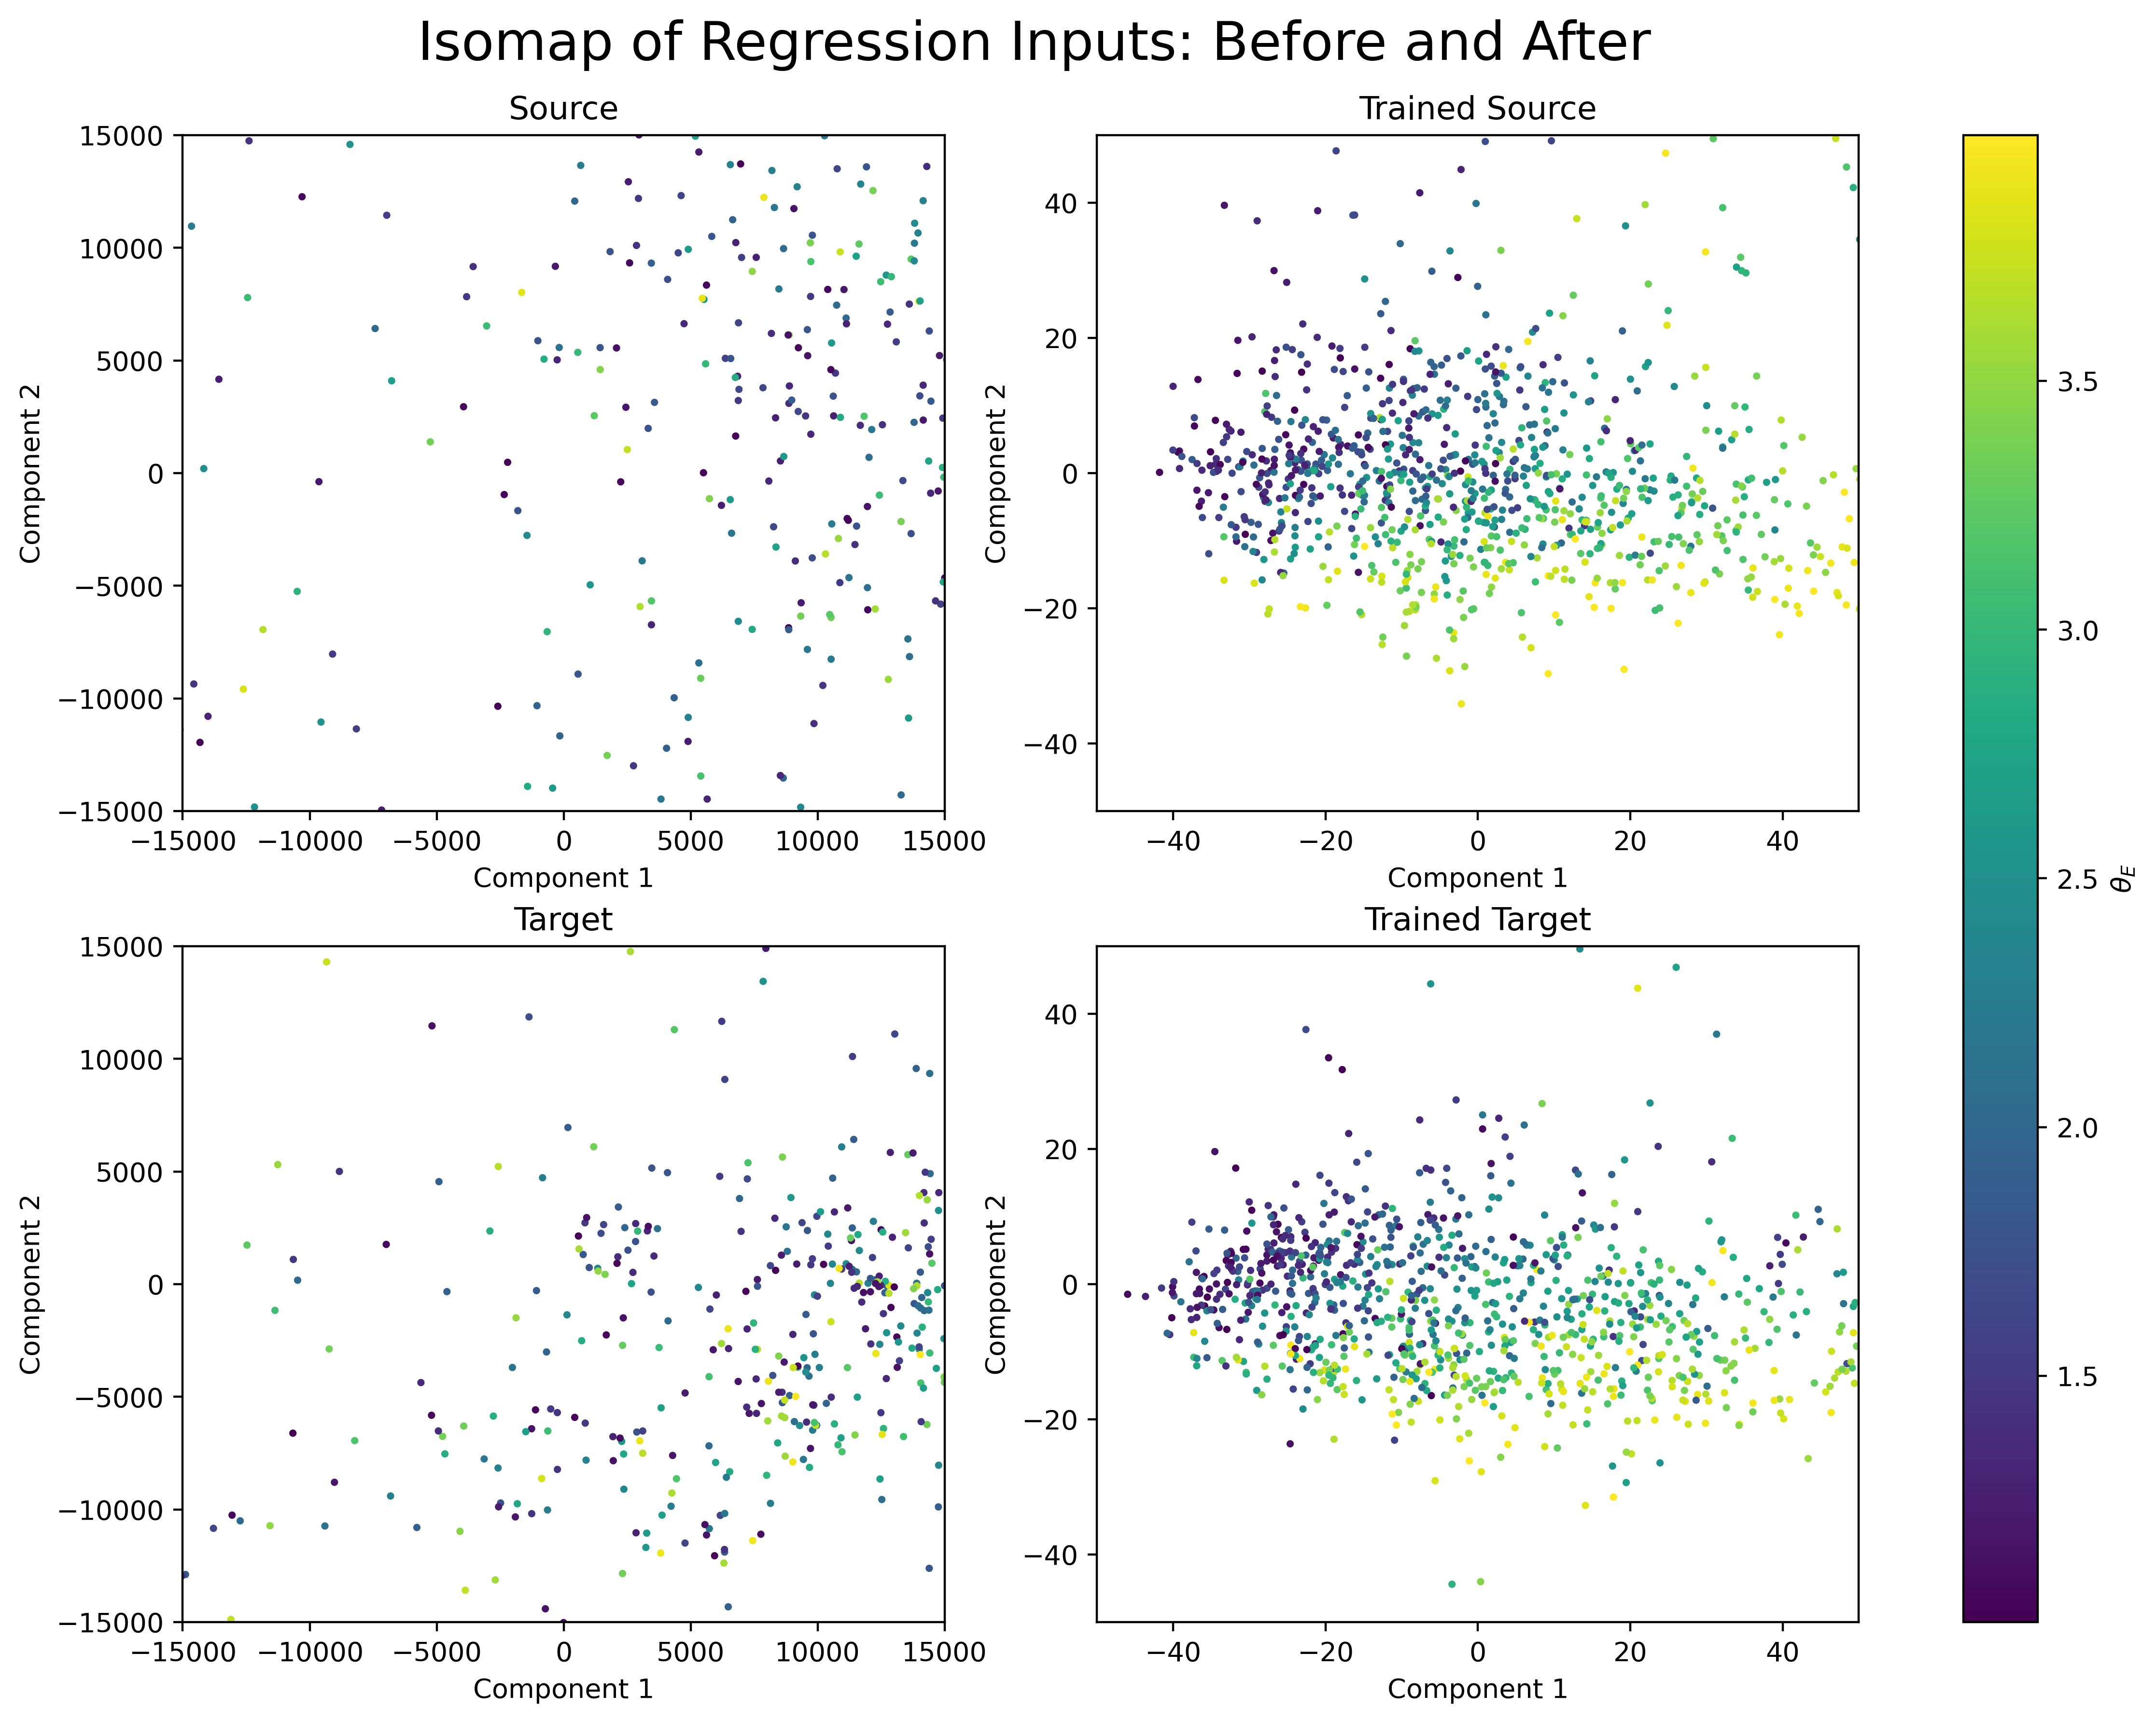 Isomap of Regression Inputs: Before and After
Source
Trained Source
15000
10000
5000
0
−5000
−10000
−15000
Component 2
−15000 −10000 −5000 0 5000 10000 15000
Component 1
40
20
0
−20
−40
Component 2
−40 −20 0 20 40
Component 1
Target
Trained Target
15000
10000
5000
0
−5000
−10000
−15000
Component 2
−15000 −10000 −5000 0 5000 10000 15000
Component 1
40
20
0
−20
−40
Component 2
−40 −20 0 20 40
Component 1
3.5
3.0
2.5
2.0
1.5
θ_E